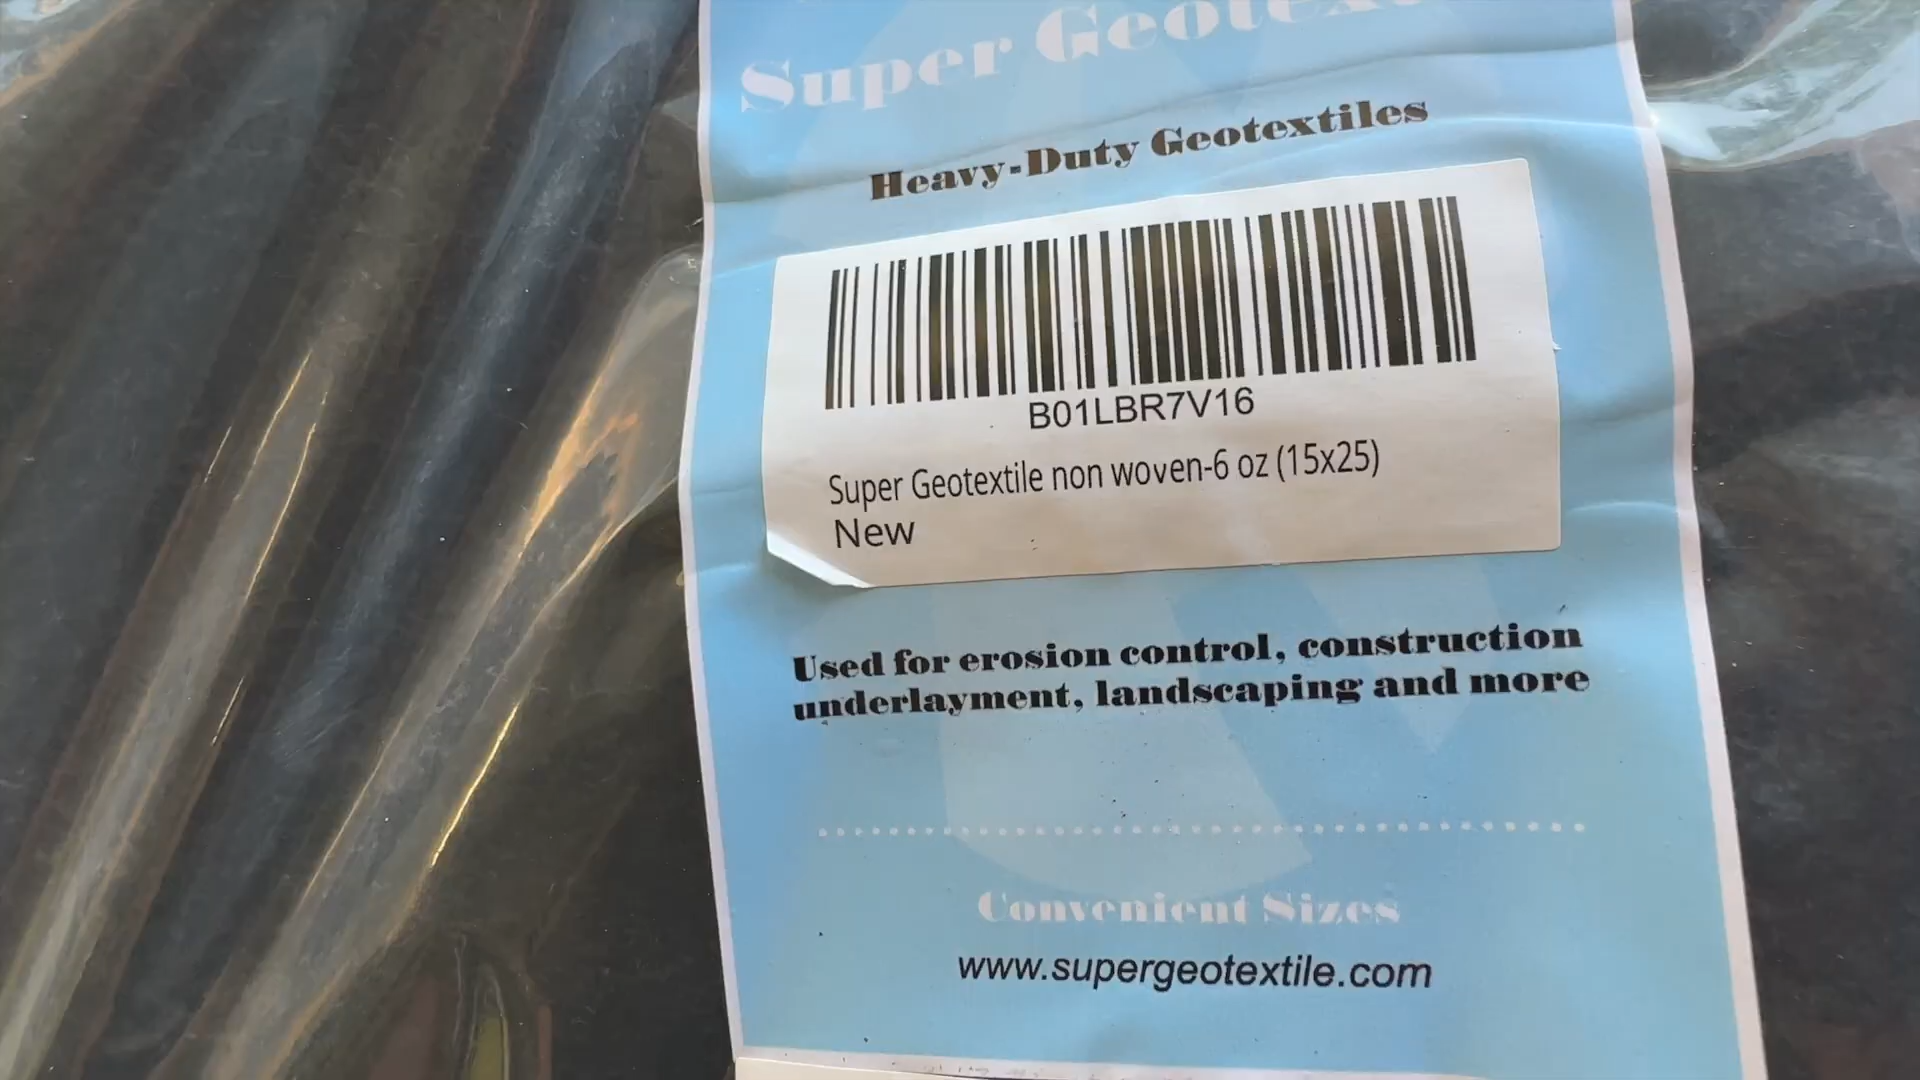 Super
Heavy-Duty Geotextiles
B01LBR7V16
Super Geotextile non woven-6 oz (15x25)
New
Used for erosion control, construction
underlayment, landscaping and more
Convenient Sizes
www.supergeotextile.com